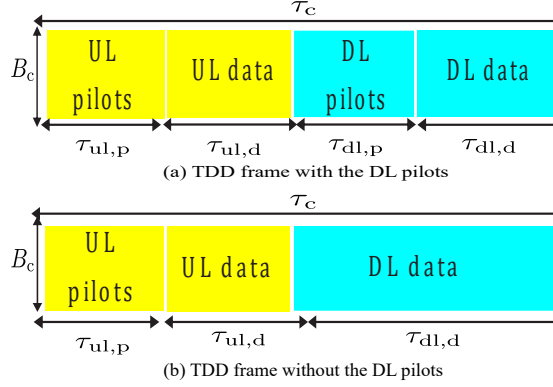 τc
Bc
UL pilots
UL data
DL pilots
DL data
τul,p
τul,d
τdl,p
τdl,d
(a) TDD frame with the DL pilots
τc
Bc
UL pilots
UL data
DL data
τul,p
τul,d
τdl,d
(b) TDD frame without the DL pilots